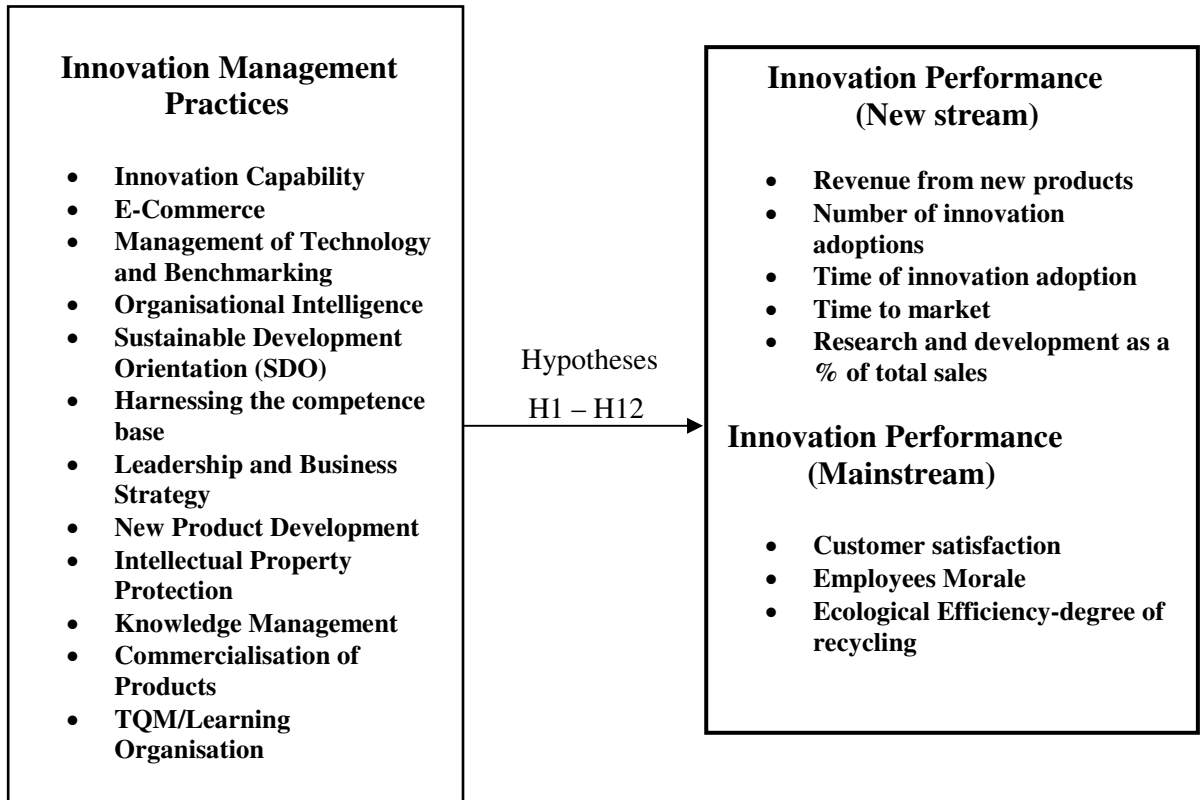 Innovation Management
Practices
• Innovation Capability
• E-Commerce
• Management of Technology
and Benchmarking
• Organisational Intelligence
• Sustainable Development
Orientation (SDO)
• Harnessing the competence
base
• Leadership and Business
Strategy
• New Product Development
• Intellectual Property
Protection
• Knowledge Management
• Commercialisation of
Products
• TQM/Learning
Organisation
Hypotheses
H1 – H12
Innovation Performance
(New stream)
• Revenue from new products
• Number of innovation
adoptions
• Time of innovation adoption
• Time to market
• Research and development as a
% of total sales
Innovation Performance
(Mainstream)
• Customer satisfaction
• Employees Morale
• Ecological Efficiency-degree of
recycling